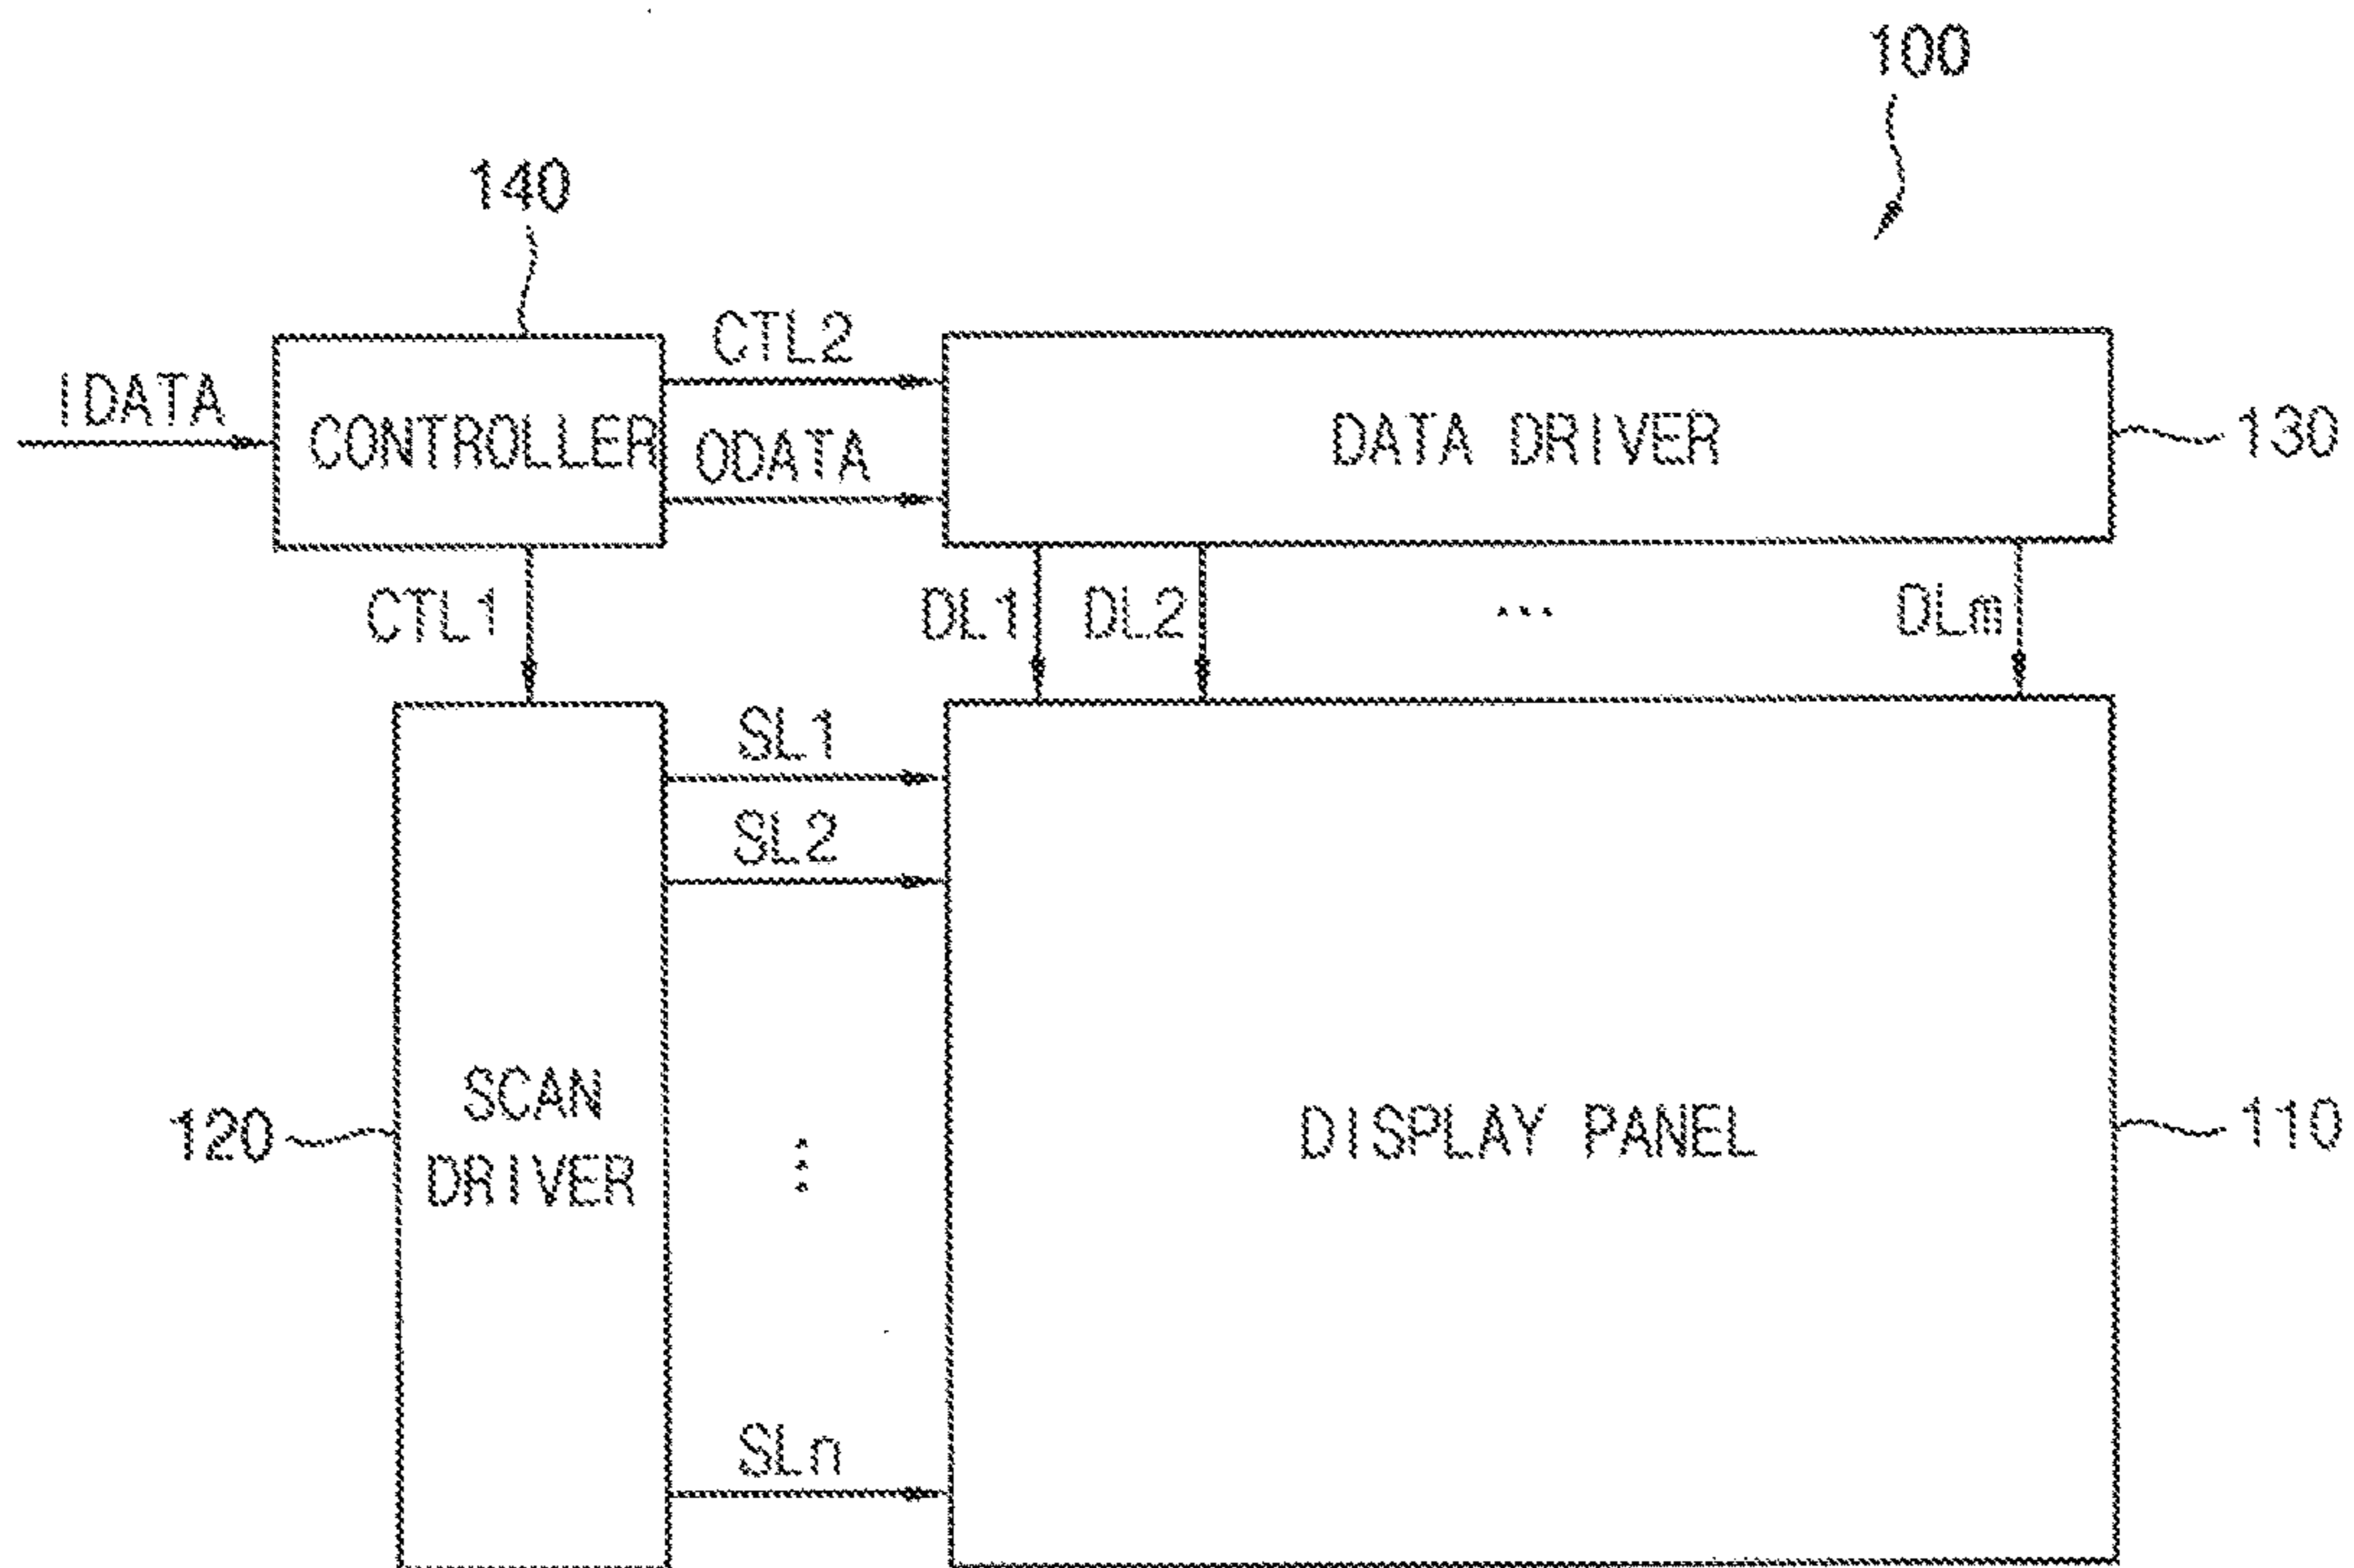 100
140
CTL2
IDATA
CONTROLLER
ODATA
DATA DRIVER
130
CTL1
DL1
DL2
...
DLm
SL1
SL2
SCAN
DRIVER
120
DISPLAY PANEL
110
SLn